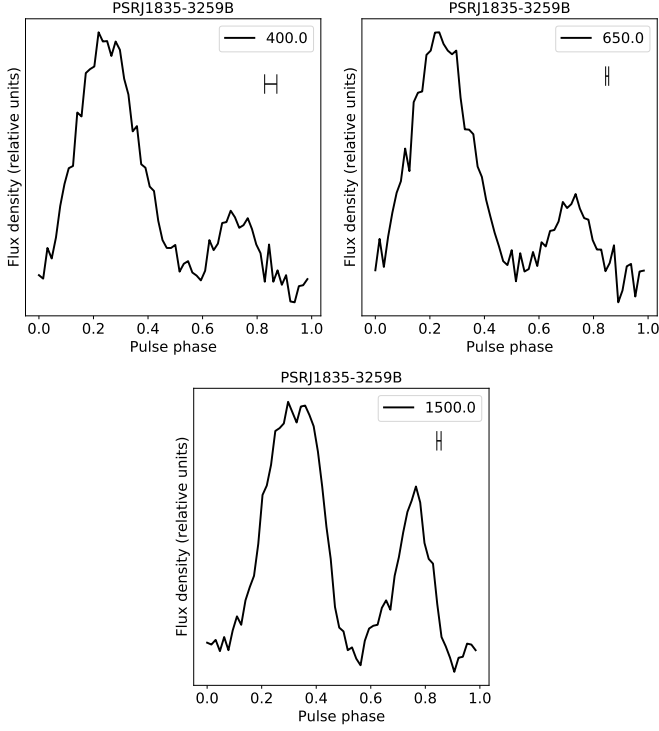 PSRJ1835-3259B
400.0
Flux density (relative units)
0.0 0.2 0.4 0.6 0.8 1.0
Pulse phase
PSRJ1835-3259B
650.0
Flux density (relative units)
0.0 0.2 0.4 0.6 0.8 1.0
Pulse phase
PSRJ1835-3259B
1500.0
Flux density (relative units)
0.0 0.2 0.4 0.6 0.8 1.0
Pulse phase